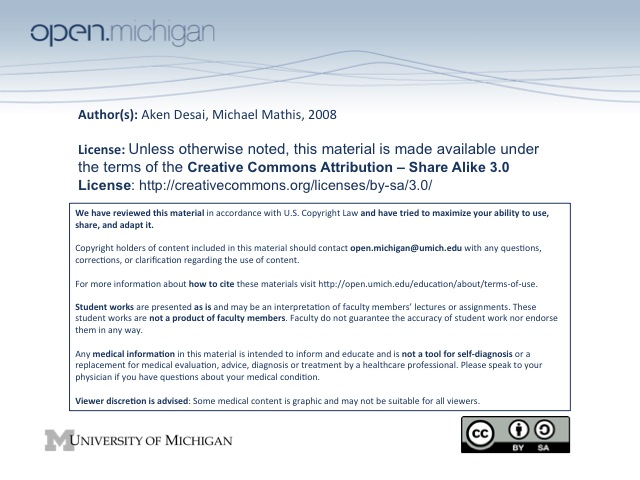 open.michigan
Author(s): Aken Desai, Michael Mathis, 2008
License: Unless otherwise noted, this material is made available under
the terms of the Creative Commons Attribution – Share Alike 3.0
License: http://creativecommons.org/licenses/by-sa/3.0/
We have reviewed this material in accordance with U.S. Copyright Law and have tried to maximize your ability to use,
share, and adapt it.
Copyright holders of content included in this material should contact open.michigan@umich.edu with any questions,
corrections, or clarification regarding the use of content.
For more information about how to cite these materials visit http://open.umich.edu/education/about/terms-of-use.
Student works are presented as is and may be an interpretation of faculty members' lectures or assignments. These
student works are not a product of faculty members. Faculty do not guarantee the accuracy of student work nor endorse
them in any way.
Any medical information in this material is intended to inform and educate and is not a tool for self-diagnosis or a
replacement for medical evaluation, advice, diagnosis or treatment by a healthcare professional. Please speak to your
physician if you have questions about your medical condition.
Viewer discretion is advised: Some medical content is graphic and may not be suitable for all viewers.
M UNIVERSITY OF MICHIGAN
cc
BY SA